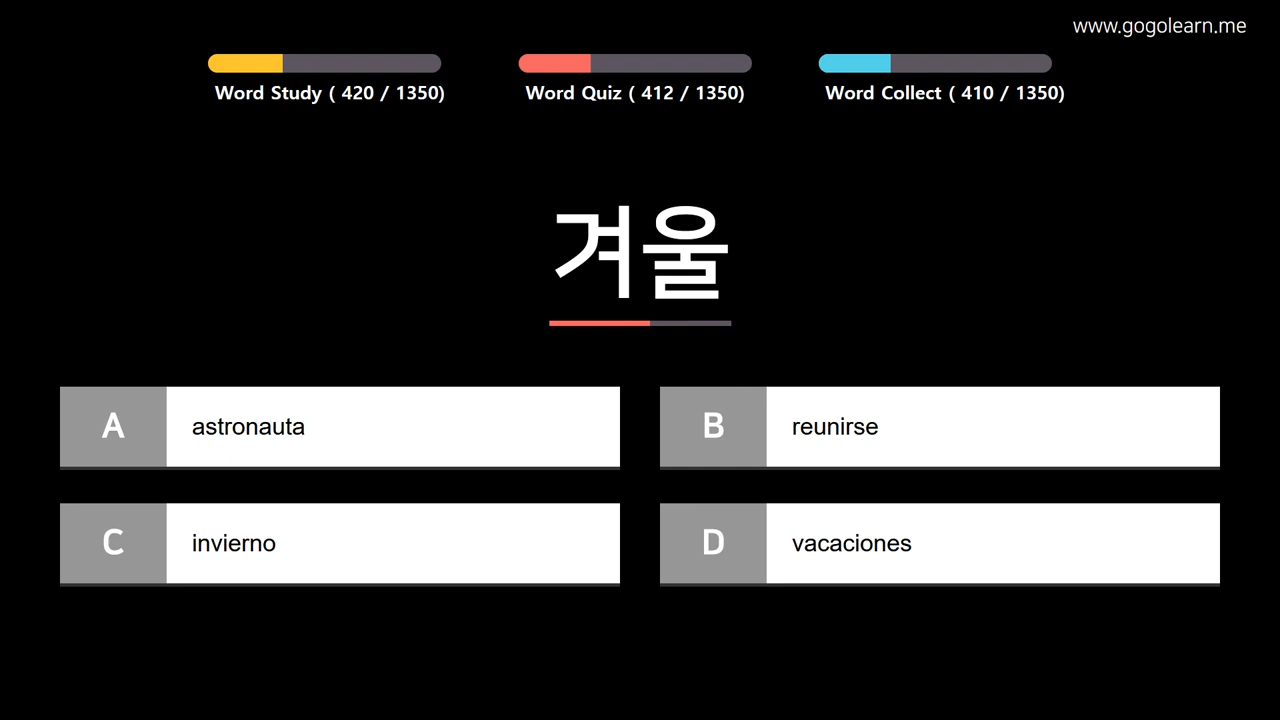 www.gogolearn.me
Word Study ( 420 / 1350)
Word Quiz ( 412 / 1350)
Word Collect ( 410 / 1350)
겨울
A astronauta
B reunirse
C invierno
D vacaciones